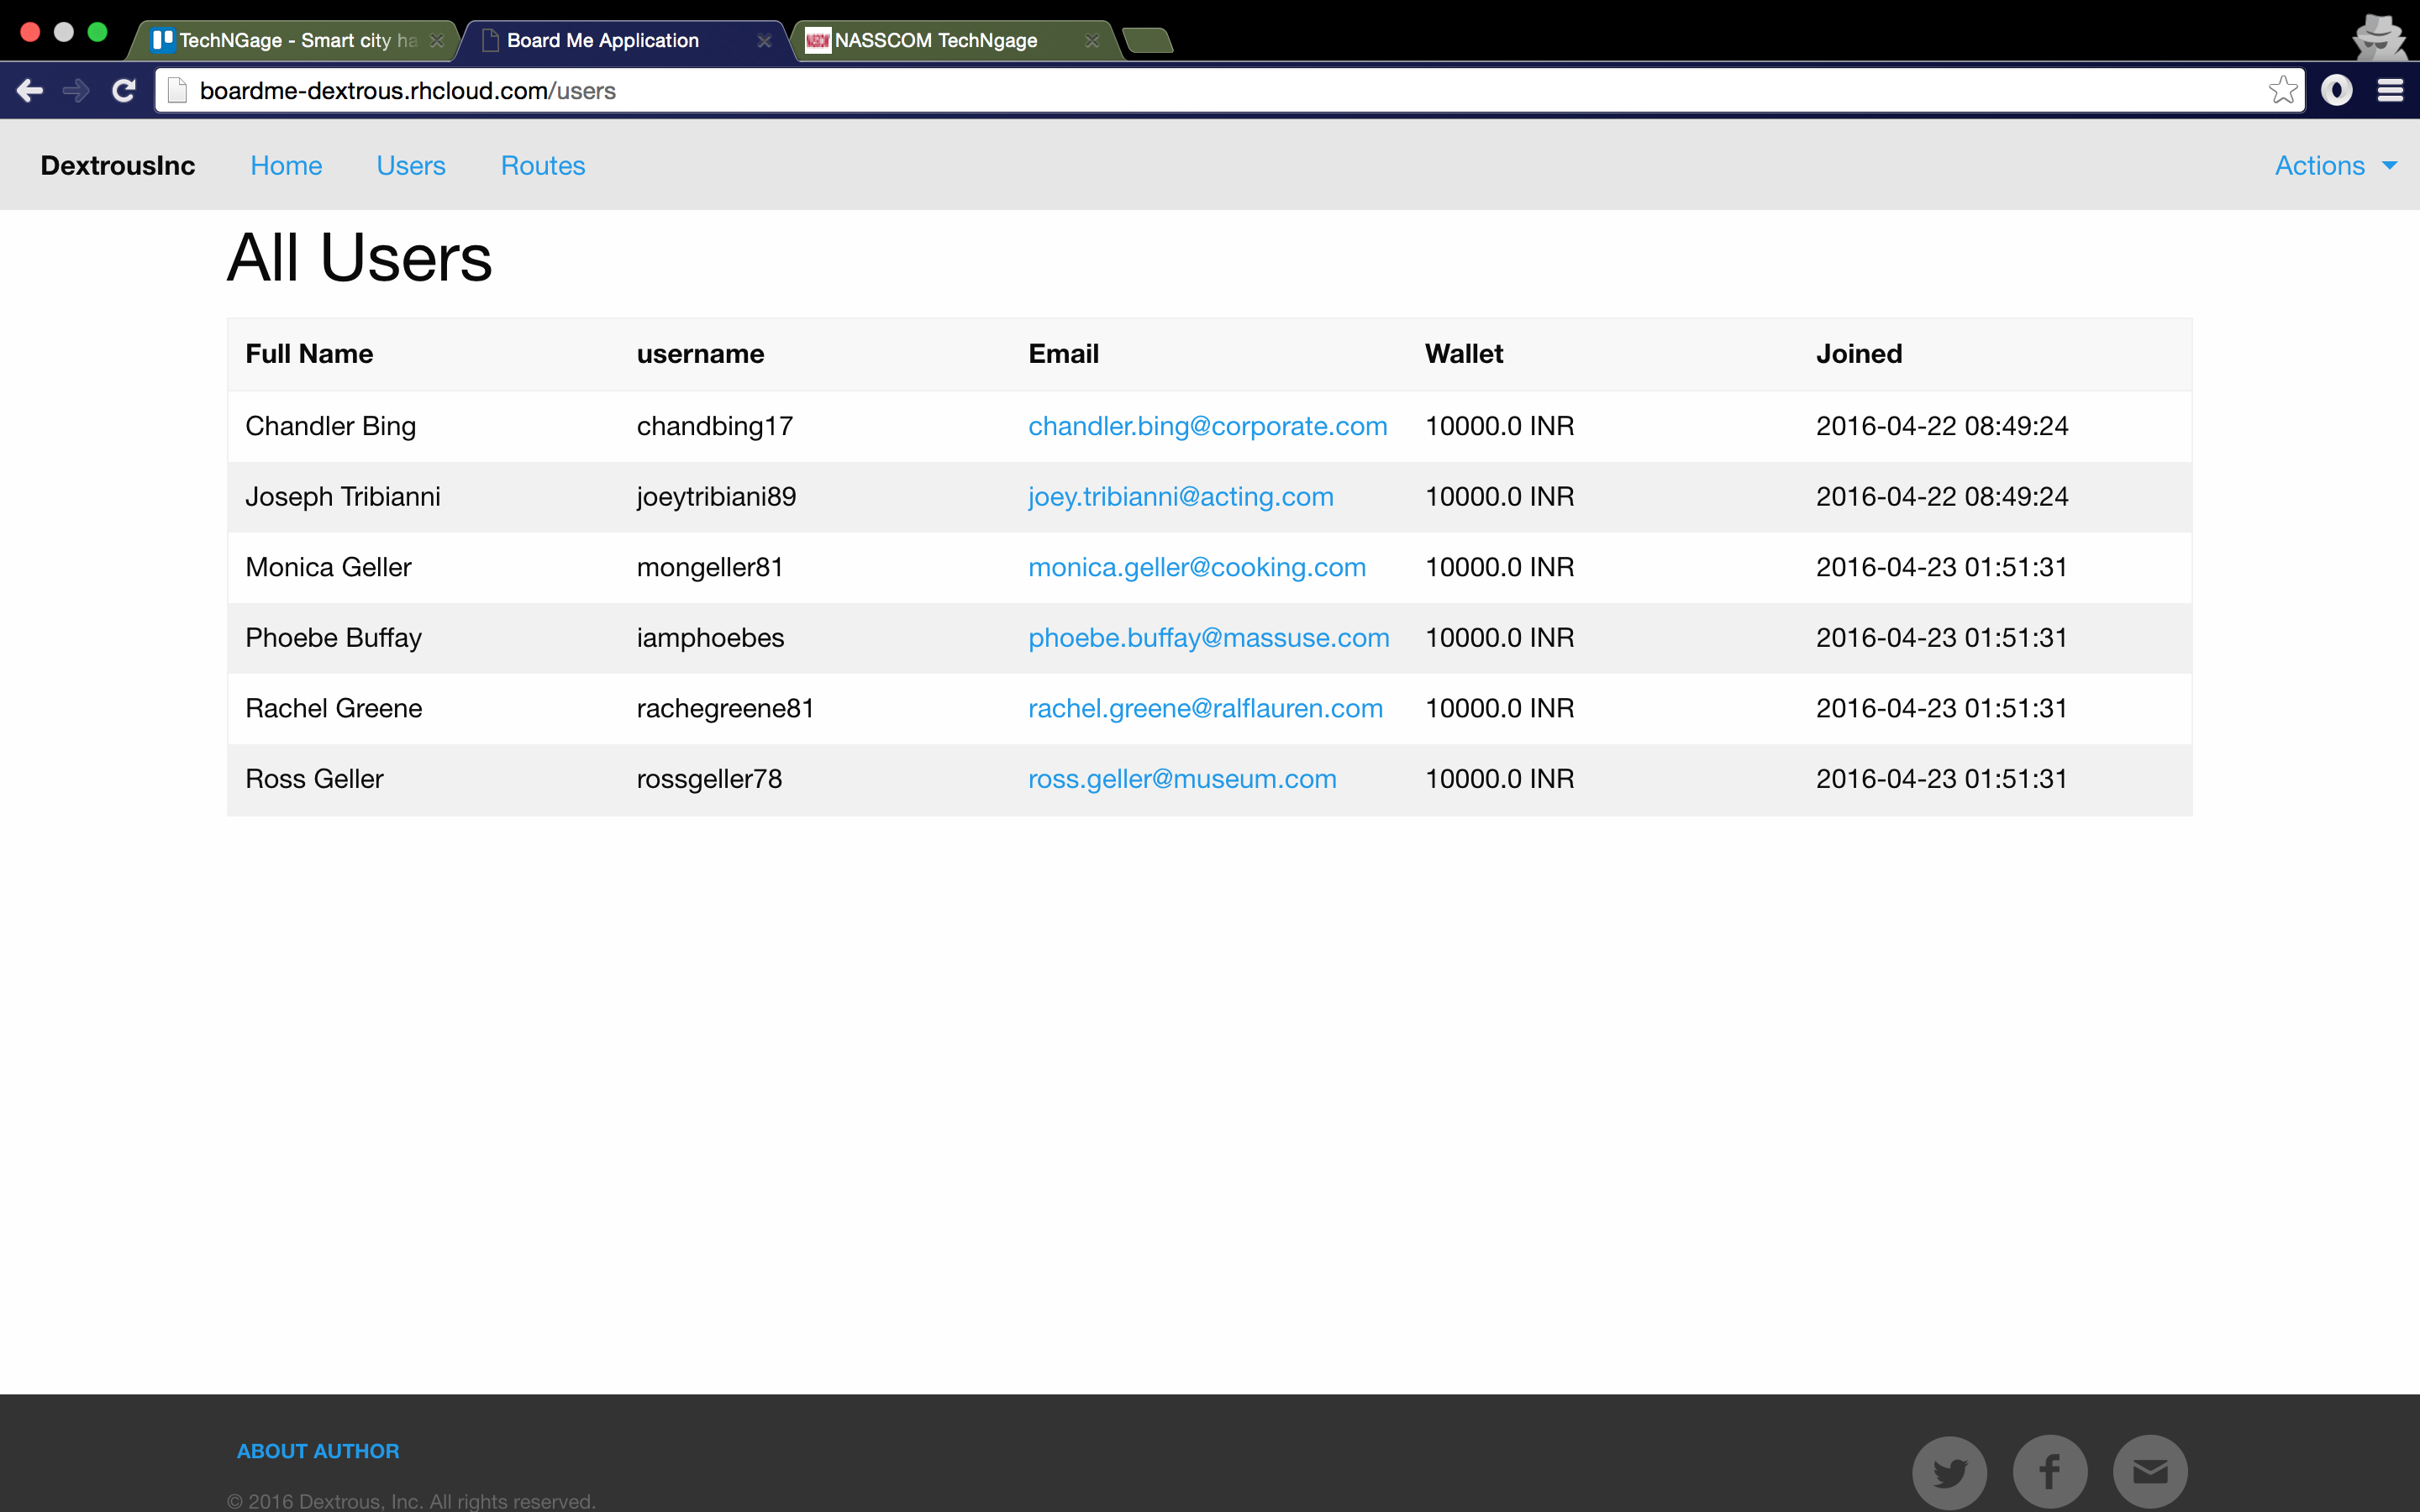 TechNGage - Smart city ha
Board Me Application
NASSCOM TechNgage
boardme-dextrous.rhcloud.com/users
DextrousInc Home Users Routes Actions
All Users
Full Name username Email Wallet Joined
Chandler Bing chandbing17 chandler.bing@corporate.com 10000.0 INR 2016-04-22 08:49:24
Joseph Tribianni joeytribiani89 joey.tribianni@acting.com 10000.0 INR 2016-04-22 08:49:24
Monica Geller mongeller81 monica.geller@cooking.com 10000.0 INR 2016-04-23 01:51:31
Phoebe Buffay iamphoebes phoebe.buffay@massuse.com 10000.0 INR 2016-04-23 01:51:31
Rachel Greene rachegreene81 rachel.greene@ralflauren.com 10000.0 INR 2016-04-23 01:51:31
Ross Geller rossgeller78 ross.geller@museum.com 10000.0 INR 2016-04-23 01:51:31
ABOUT AUTHOR
© 2016 Dextrous, Inc. All rights reserved.